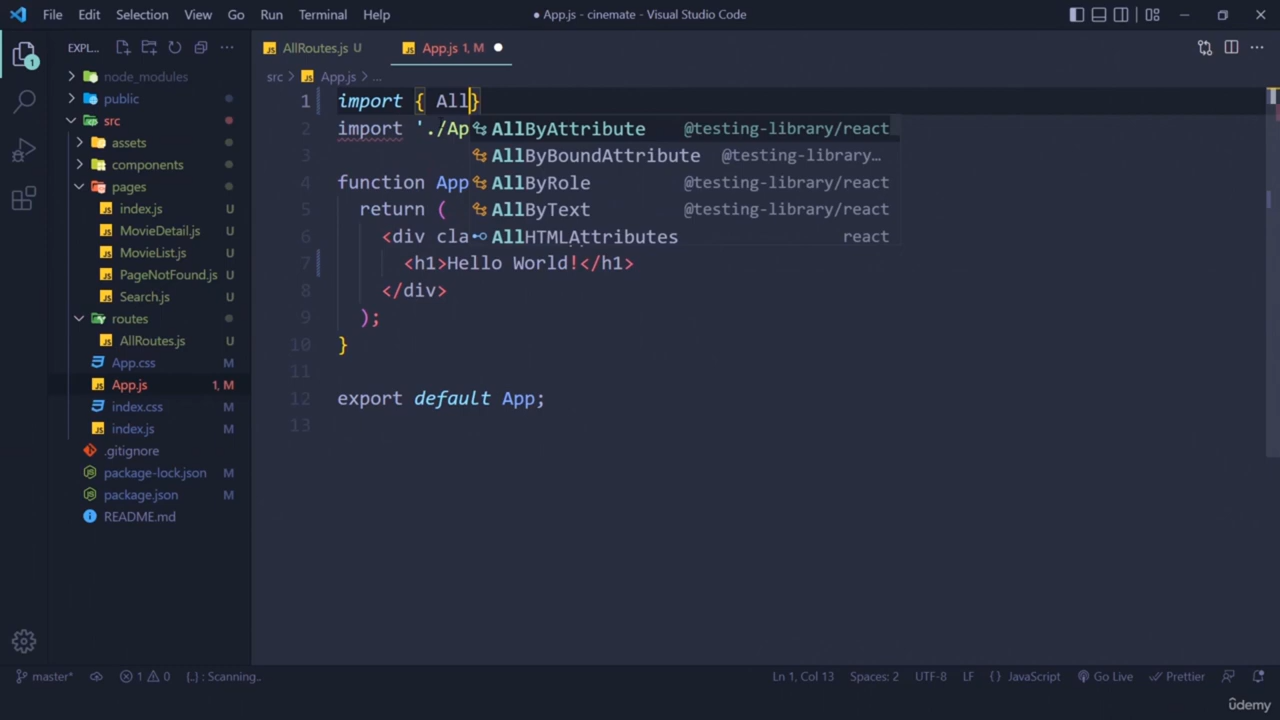 File Edit Selection View Go Run Terminal Help
● App.js - cinemate - Visual Studio Code
EXPL... ...
AllRoutes.js U
App.js 1, M
src > App.js > ...
node_modules
public
src
assets
components
pages
index.js U
MovieDetail.js U
MovieList.js U
PageNotFound.js U
Search.js U
routes
AllRoutes.js U
App.css M
App.js 1, M
index.css M
index.js M
.gitignore
package-lock.json M
package.json M
README.md
1 import { All}
2 import './Ap
3
4 function App
5 return (
6 <div cla
7 <h1>Hello World!</h1>
8 </div>
9 );
10 }
11
12 export default App;
13
AllByAttribute @testing-library/react
AllByBoundAttribute @testing-library...
AllByRole @testing-library/react
AllByText @testing-library/react
AllHTMLAttributes react
1
master* 1 0 {..} : Scanning.. Ln 1, Col 13 Spaces: 2 UTF-8 LF {} JavaScript Go Live Prettier
ûdemy